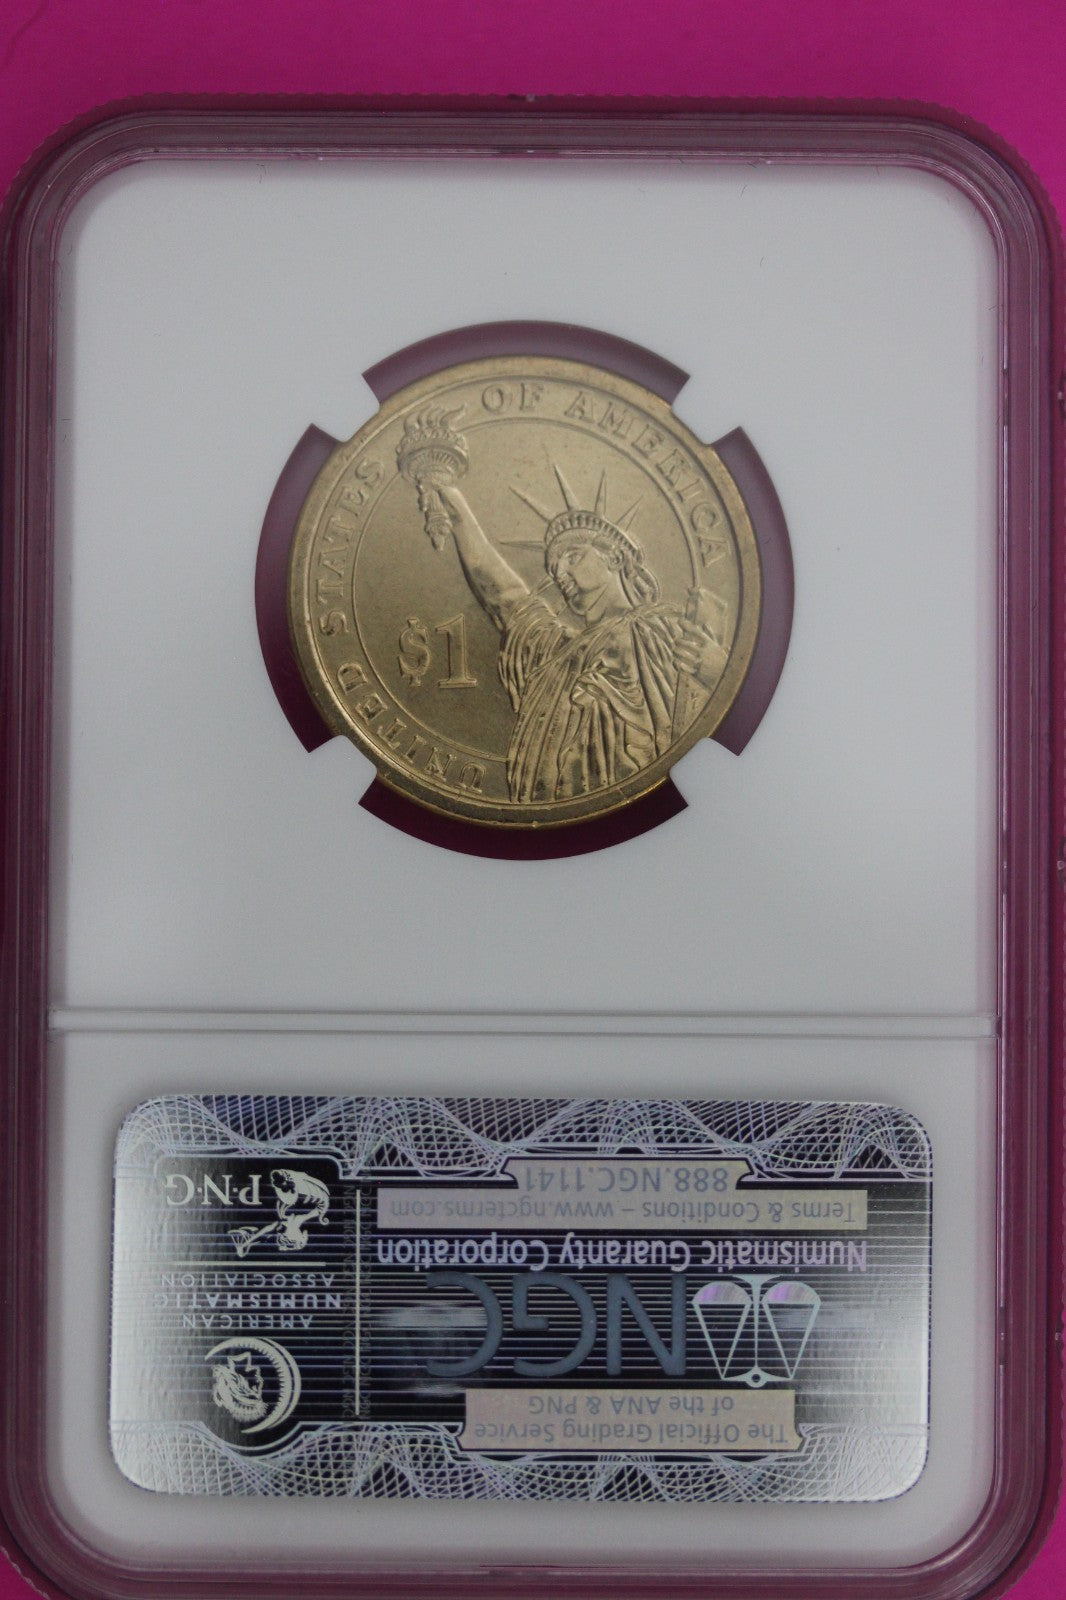 UNITED STATES OF AMERICA
$1
The Official Grading Service
of the ANA & PNG
NGC
Numismatic Guaranty Corporation
Terms & Conditions – www.ngcterms.com
888.NGC.1141
AMERICAN
NUMISMATIC
ASSOCIATION
P·N·G